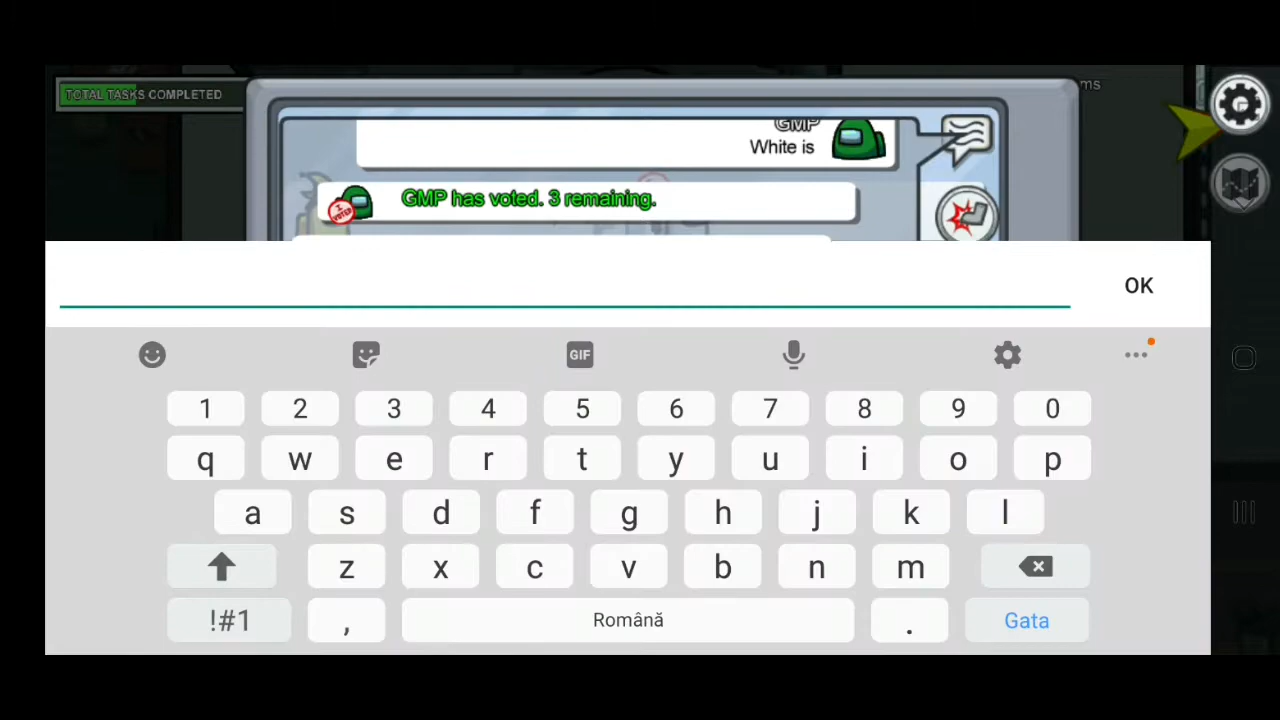 TOTAL TASKS COMPLETED
ms
GMP
White is
GMP has voted. 3 remaining.
OK
GIF
1 2 3 4 5 6 7 8 9 0
q w e r t y u i o p
a s d f g h j k l
z x c v b n m
!#1 , Română . Gata